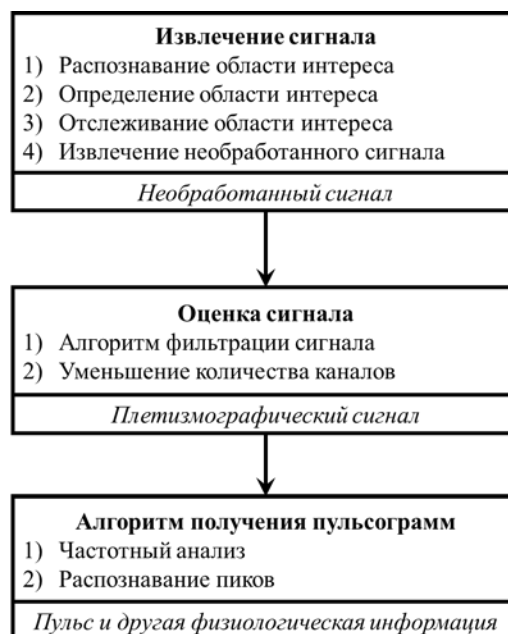 Извлечение сигнала
1) Распознавание области интереса
2) Определение области интереса
3) Отслеживание области интереса
4) Извлечение необработанного сигнала
Необработанный сигнал
Оценка сигнала
1) Алгоритм фильтрации сигнала
2) Уменьшение количества каналов
Плетизмографический сигнал
Алгоритм получения пульсограмм
1) Частотный анализ
2) Распознавание пиков
Пульс и другая физиологическая информация